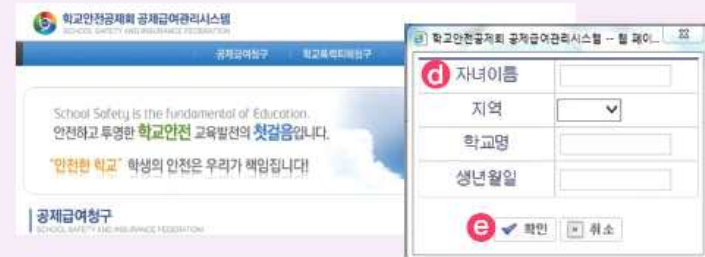 학교안전공제회 공제급여관리시스템
SCHOOL SAFETY AND INSURANCE FEDERATION
공제급여청구 학교폭력피해청구
School Safety is the fundamental of Education.
안전하고 투명한 학교안전 교육발전의 첫걸음입니다.
"안전한 학교" 학생의 안전은 우리가 책임집니다!
공제급여청구
SCHOOL SAFETY AND INSURANCE FEDERATION
학교안전공제회 공제급여관리시스템 -- 웹 페이...
d 자녀이름
지역
학교명
생년월일
e 확인 취소